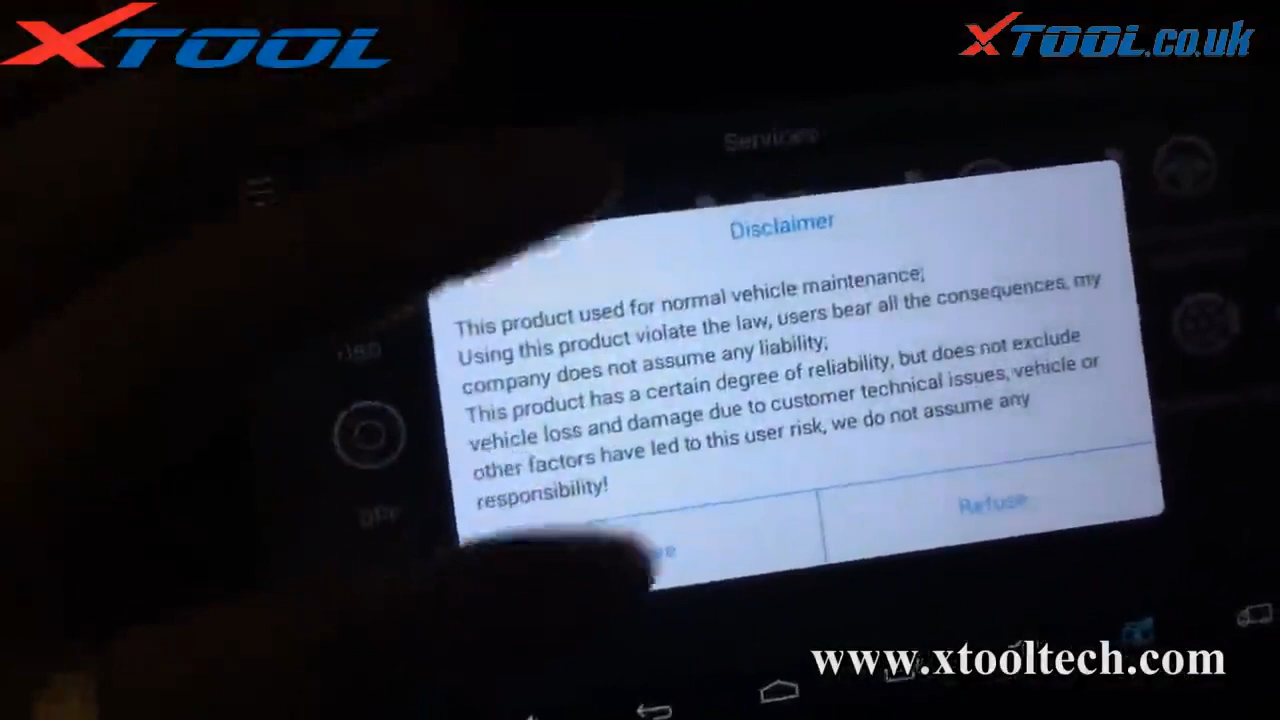 XTOOL
XTOOL.co.uk
Services
Disclaimer
This product used for normal vehicle maintenance;
Using this product violate the law, users bear all the consequences, my
company does not assume any liability;
This product has a certain degree of reliability, but does not exclude
vehicle loss and damage due to customer technical issues, vehicle or
other factors have led to this user risk, we do not assume any
responsibility!
Refuse
DPF
www.xtooltech.com